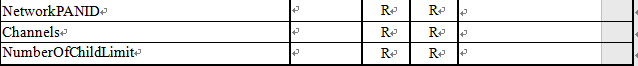 NetworkPANID R R
Channels R R
NumberOfChildLimit R R